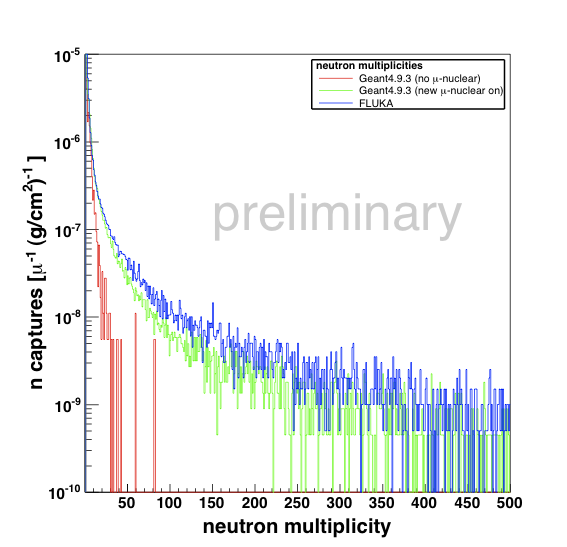 neutron multiplicities
Geant4.9.3 (no μ-nuclear)
Geant4.9.3 (new μ-nuclear on)
FLUKA
preliminary
n captures [μ⁻¹ (g/cm²)⁻¹ ]
10⁻⁵
10⁻⁶
10⁻⁷
10⁻⁸
10⁻⁹
10⁻¹⁰
50 100 150 200 250 300 350 400 450 500
neutron multiplicity